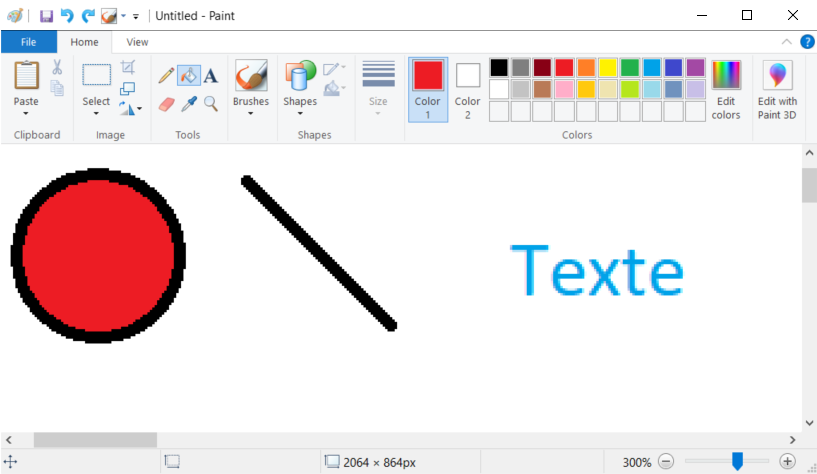 Untitled - Paint
File Home View
Paste Select Brushes Shapes Size Color 1 Color 2 Edit colors Edit with Paint 3D
A
Clipboard Image Tools Shapes Colors
Texte
2064 × 864px 300%